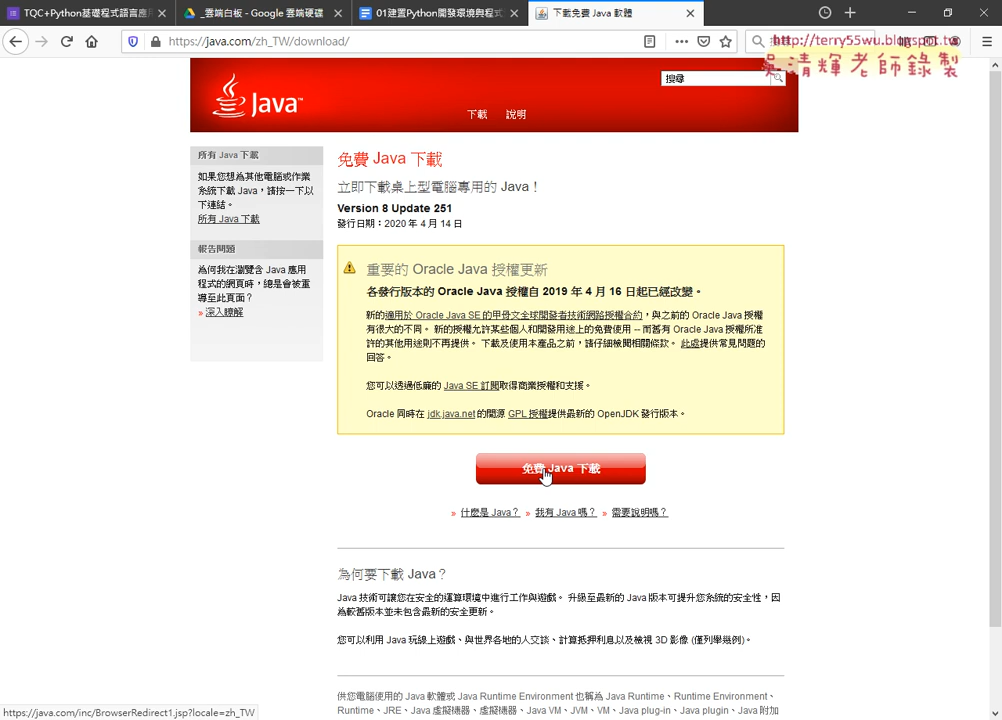 TQC+Python基礎程式語言應用
_雲端白板 - Google 雲端硬碟
01建置Python開發環境與程式
下載免費 Java 軟體
https://java.com/zh_TW/download/
http://terry55wu.blogspot.tw
吳清輝老師錄製
Java™
搜尋
下載 說明
所有 Java 下載
如果您想為其他電腦或作業
系統下載 Java，請按一下以
下連結。
所有 Java 下載
報告問題
為何我在瀏覽含 Java 應用
程式的網頁時，總是會被重
導至此頁面？
» 深入瞭解
免費 Java 下載
立即下載桌上型電腦專用的 Java！
Version 8 Update 251
發行日期：2020 年 4 月 14 日
重要的 Oracle Java 授權更新
各發行版本的 Oracle Java 授權自 2019 年 4 月 16 日起已經改變。
新的適用於 Oracle Java SE 的甲骨文全球開發者技術網路授權合約，與之前的 Oracle Java 授權
有很大的不同。 新的授權允許某些個人和開發用途上的免費使用 -- 而舊有 Oracle Java 授權所准
許的其他用途則不再提供。 下載及使用本產品之前，請仔細檢閱相關條款。 此處提供常見問題的
回答。
您可以透過低廉的 Java SE 訂閱取得商業授權和支援。
Oracle 同時在 jdk.java.net 的開源 GPL 授權提供最新的 OpenJDK 發行版本。
免費 Java 下載
» 什麼是 Java？ » 我有 Java 嗎？ » 需要說明嗎？
為何要下載 Java？
Java 技術可讓您在安全的運算環境中進行工作與遊戲。 升級至最新的 Java 版本可提升您系統的安全性，因
為較舊版本並未包含最新的安全更新。
您可以利用 Java 玩線上遊戲、與世界各地的人交談、計算抵押利息以及檢視 3D 影像 (僅列舉幾例)。
供您電腦使用的 Java 軟體或 Java Runtime Environment 也稱為 Java Runtime、Runtime Environment、
Runtime、JRE、Java 虛擬機器、虛擬機器、Java VM、JVM、VM、Java plug-in、Java plugin、Java 附加
https://java.com/inc/BrowserRedirect1.jsp?locale=zh_TW